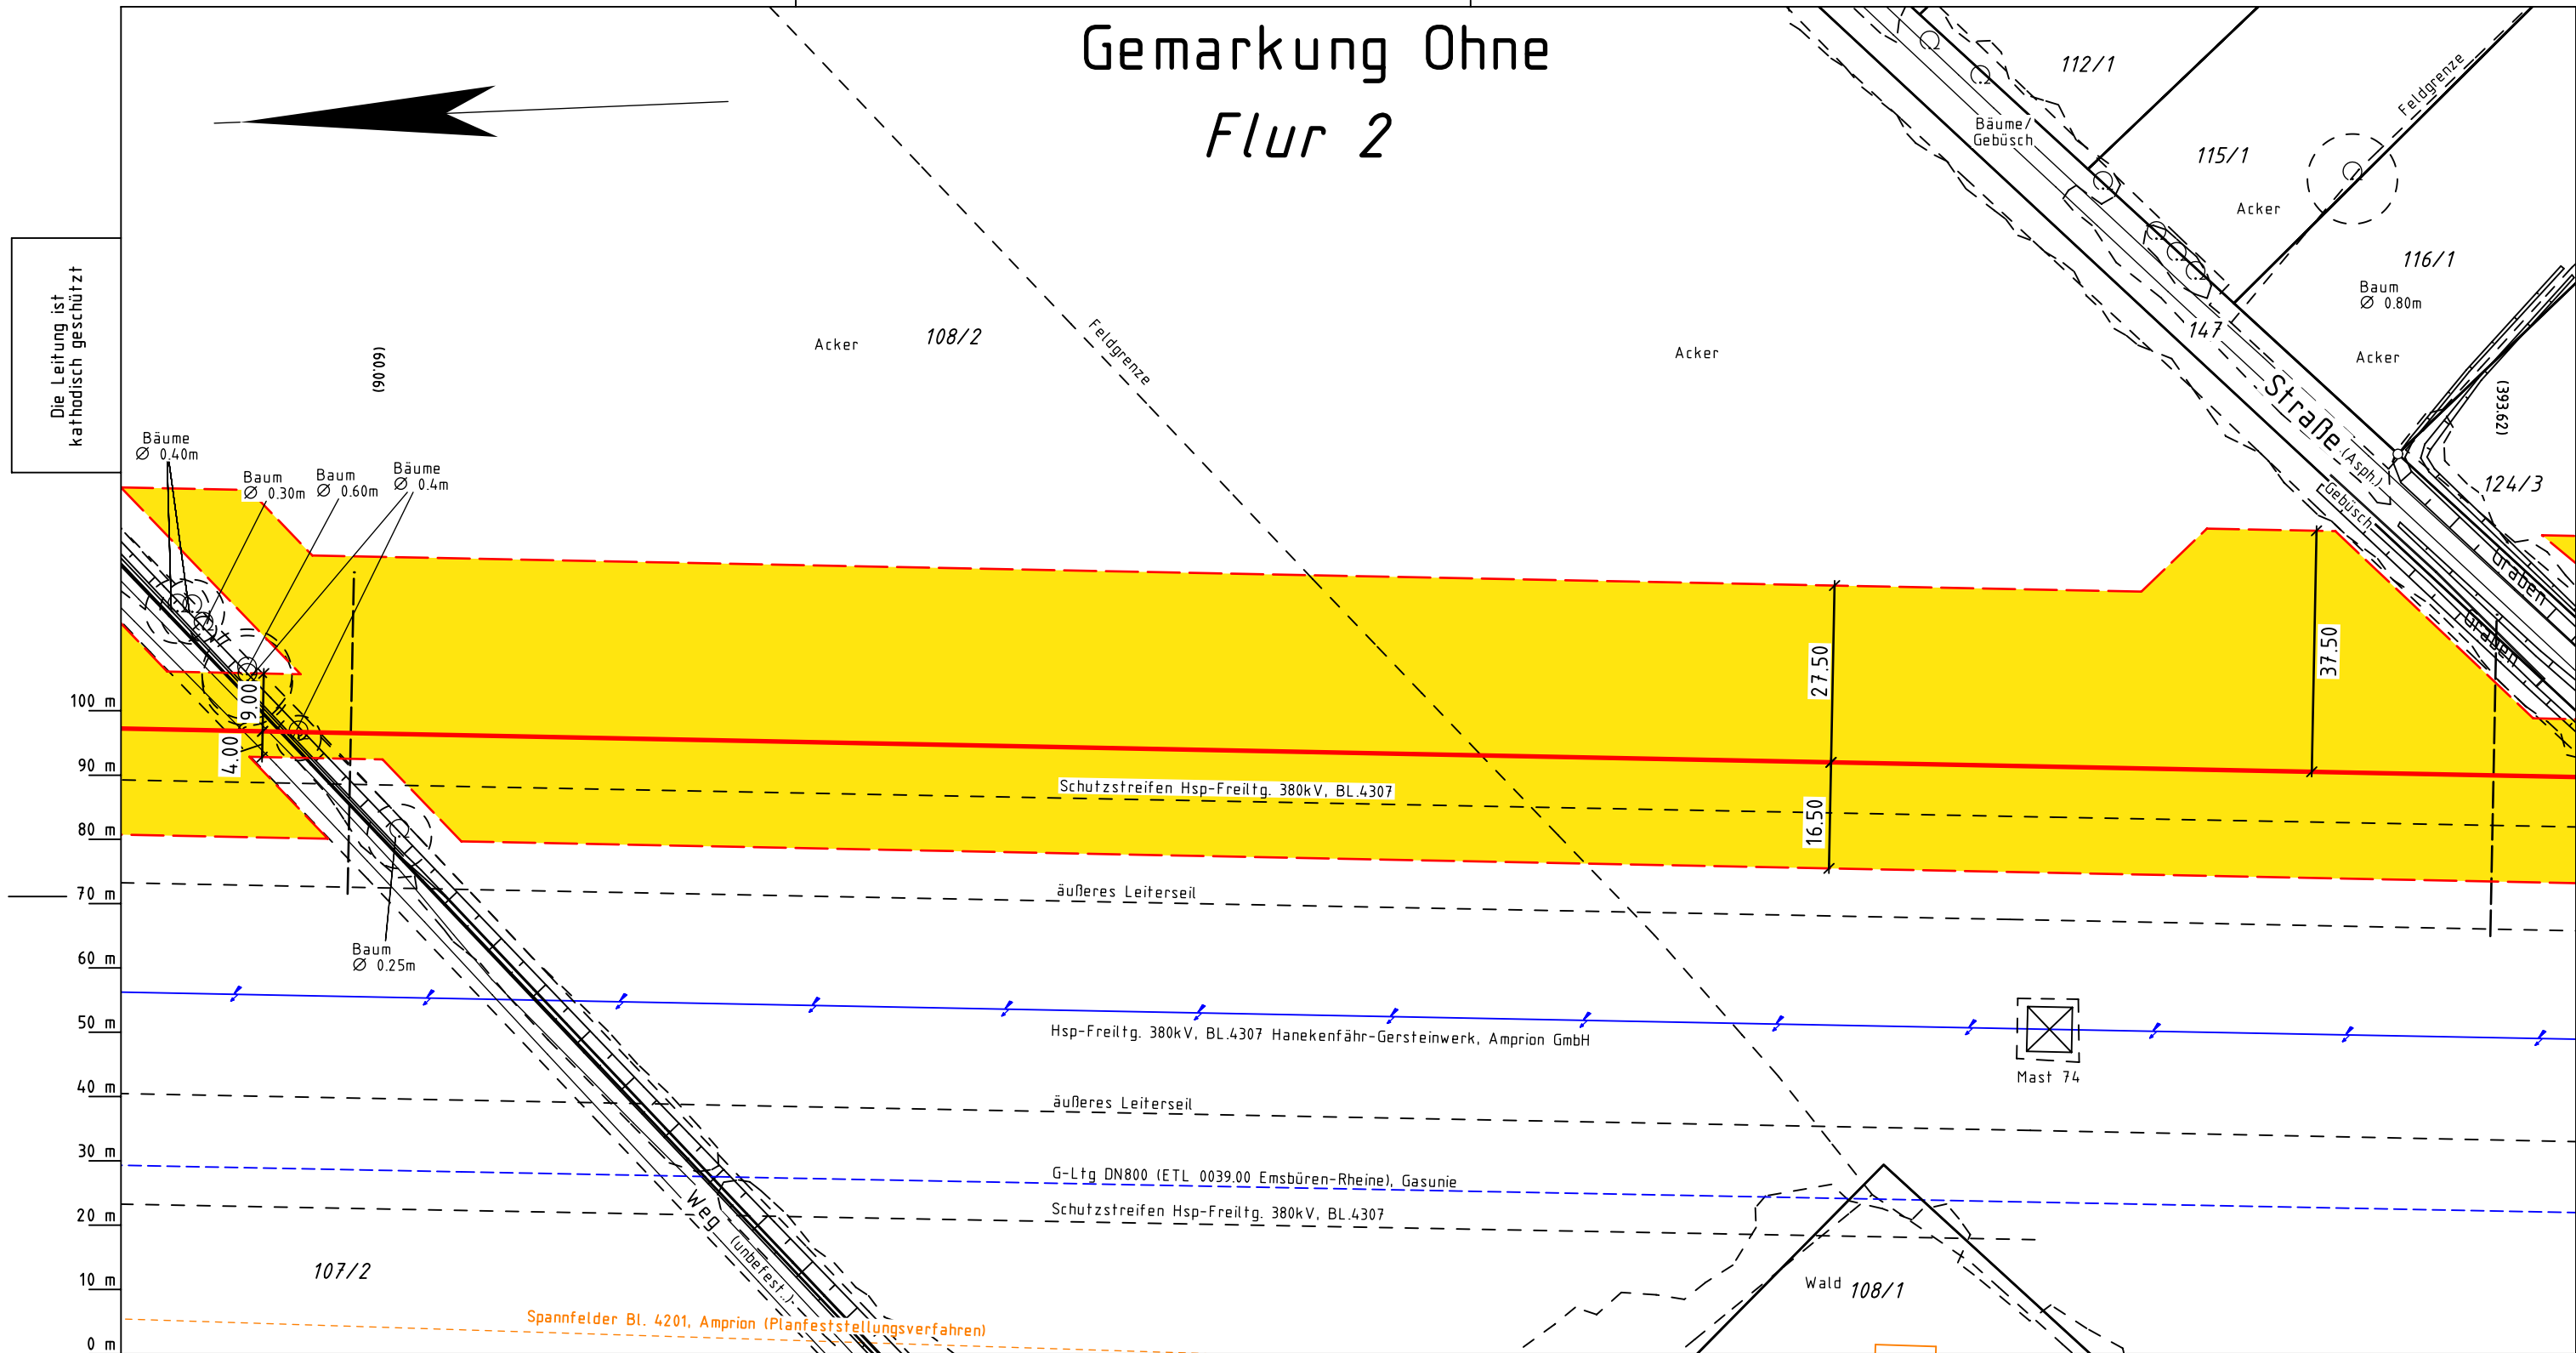 Gemarkung Ohne
Flur 2
112/1
Feldgrenze
Bäume/
Gebüsch
115/1
Acker
116/1
Baum
Ø 0.80m
Acker
147
Straße
(Asph.)
Gebüsch
(393.62)
124/3
Graben
Graben
Die Leitung ist
kathodisch geschützt
(60.06)
Acker
108/2
Feldgrenze
Acker
Bäume
Ø 0.40m
Baum
Ø 0.30m
Baum
Ø 0.60m
Bäume
Ø 0.4m
9.00
4.00
27.50
37.50
16.50
100 m
90 m
80 m
70 m
60 m
50 m
40 m
30 m
20 m
10 m
0 m
Schutzstreifen Hsp-Freiltg. 380kV, BL.4307
äußeres Leiterseil
Baum
Ø 0.25m
Hsp-Freiltg. 380kV, BL.4307 Hanekenfähr-Gersteinwerk, Amprion GmbH
Mast 74
äußeres Leiterseil
G-Ltg DN800 (ETL 0039.00 Emsbüren-Rheine), Gasunie
Schutzstreifen Hsp-Freiltg. 380kV, BL.4307
Weg
(unbefest.)
107/2
Wald
108/1
Spannfelder Bl. 4201, Amprion (Planfeststellungsverfahren)